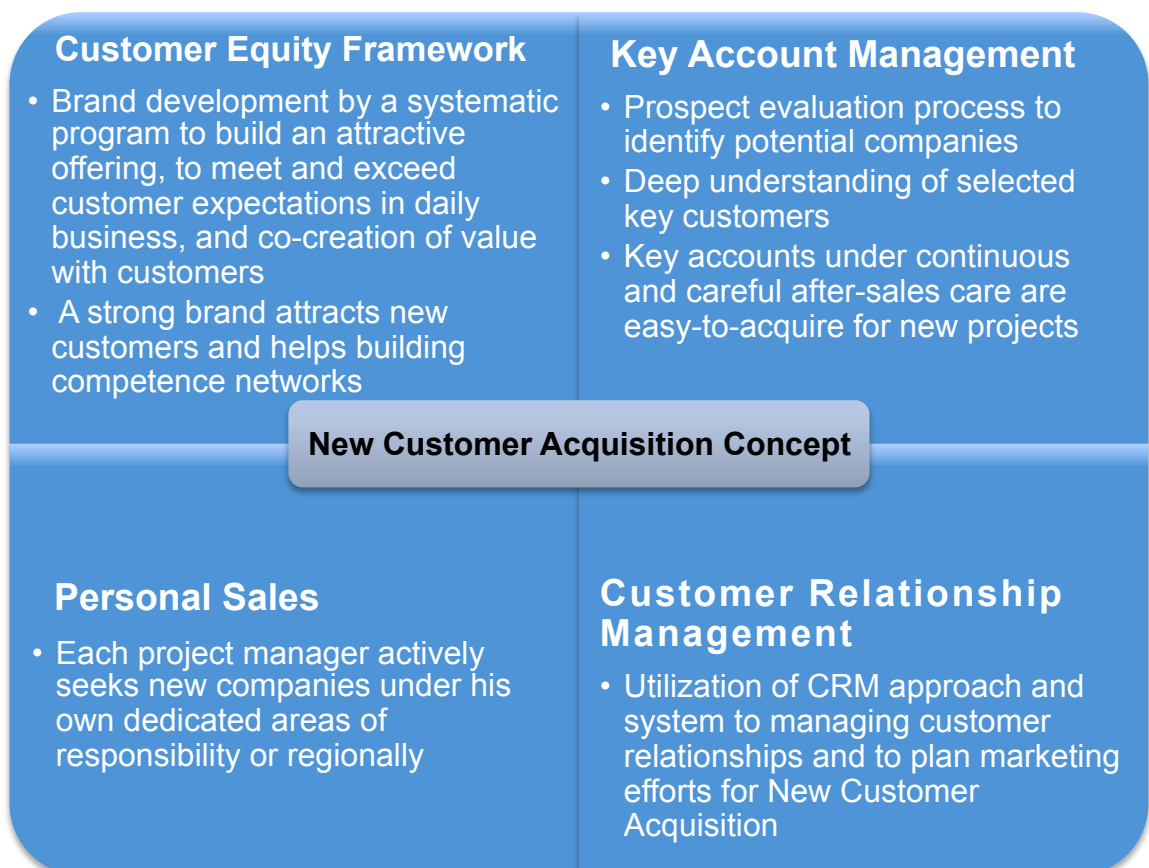 Customer Equity Framework
• Brand development by a systematic
program to build an attractive
offering, to meet and exceed
customer expectations in daily
business, and co-creation of value
with customers
• A strong brand attracts new
customers and helps building
competence networks
Key Account Management
• Prospect evaluation process to
identify potential companies
• Deep understanding of selected
key customers
• Key accounts under continuous
and careful after-sales care are
easy-to-acquire for new projects
New Customer Acquisition Concept
Personal Sales
• Each project manager actively
seeks new companies under his
own dedicated areas of
responsibility or regionally
Customer Relationship
Management
• Utilization of CRM approach and
system to managing customer
relationships and to plan marketing
efforts for New Customer
Acquisition